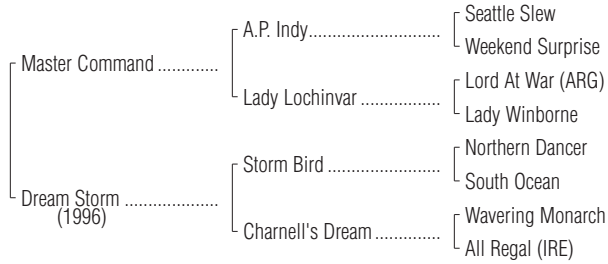 Seattle Slew
A.P. Indy................................
Weekend Surprise
Master Command ..............
Lord At War (ARG)
Lady Lochinvar ...................
Lady Winborne
Northern Dancer
Storm Bird ...........................
South Ocean
Dream Storm ......................
(1996)
Wavering Monarch
Charnell's Dream................
All Regal (IRE)